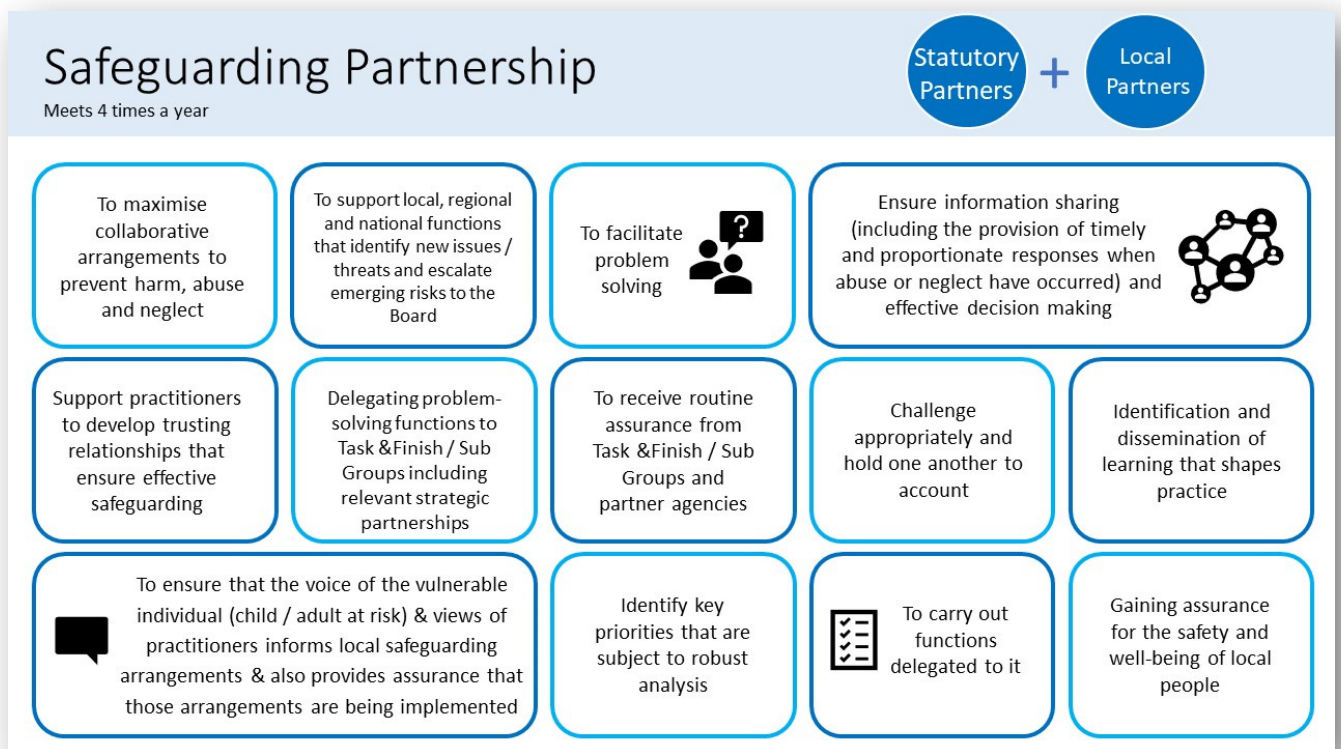 Safeguarding Partnership
Meets 4 times a year
Statutory
Partners
+
Local
Partners
To maximise
collaborative
arrangements to
prevent harm, abuse
and neglect
To support local, regional
and national functions
that identify new issues /
threats and escalate
emerging risks to the
Board
To facilitate
problem
solving
?
Ensure information sharing
(including the provision of timely
and proportionate responses when
abuse or neglect have occurred) and
effective decision making
Support practitioners
to develop trusting
relationships that
ensure effective
safeguarding
Delegating problem-
solving functions to
Task &Finish / Sub
Groups including
relevant strategic
partnerships
To receive routine
assurance from
Task &Finish / Sub
Groups and
partner agencies
Challenge
appropriately and
hold one another to
account
Identification and
dissemination of
learning that shapes
practice
To ensure that the voice of the vulnerable
individual (child / adult at risk) & views of
practitioners informs local safeguarding
arrangements & also provides assurance that
those arrangements are being implemented
Identify key
priorities that are
subject to robust
analysis
To carry out
functions
delegated to it
Gaining assurance
for the safety and
well-being of local
people